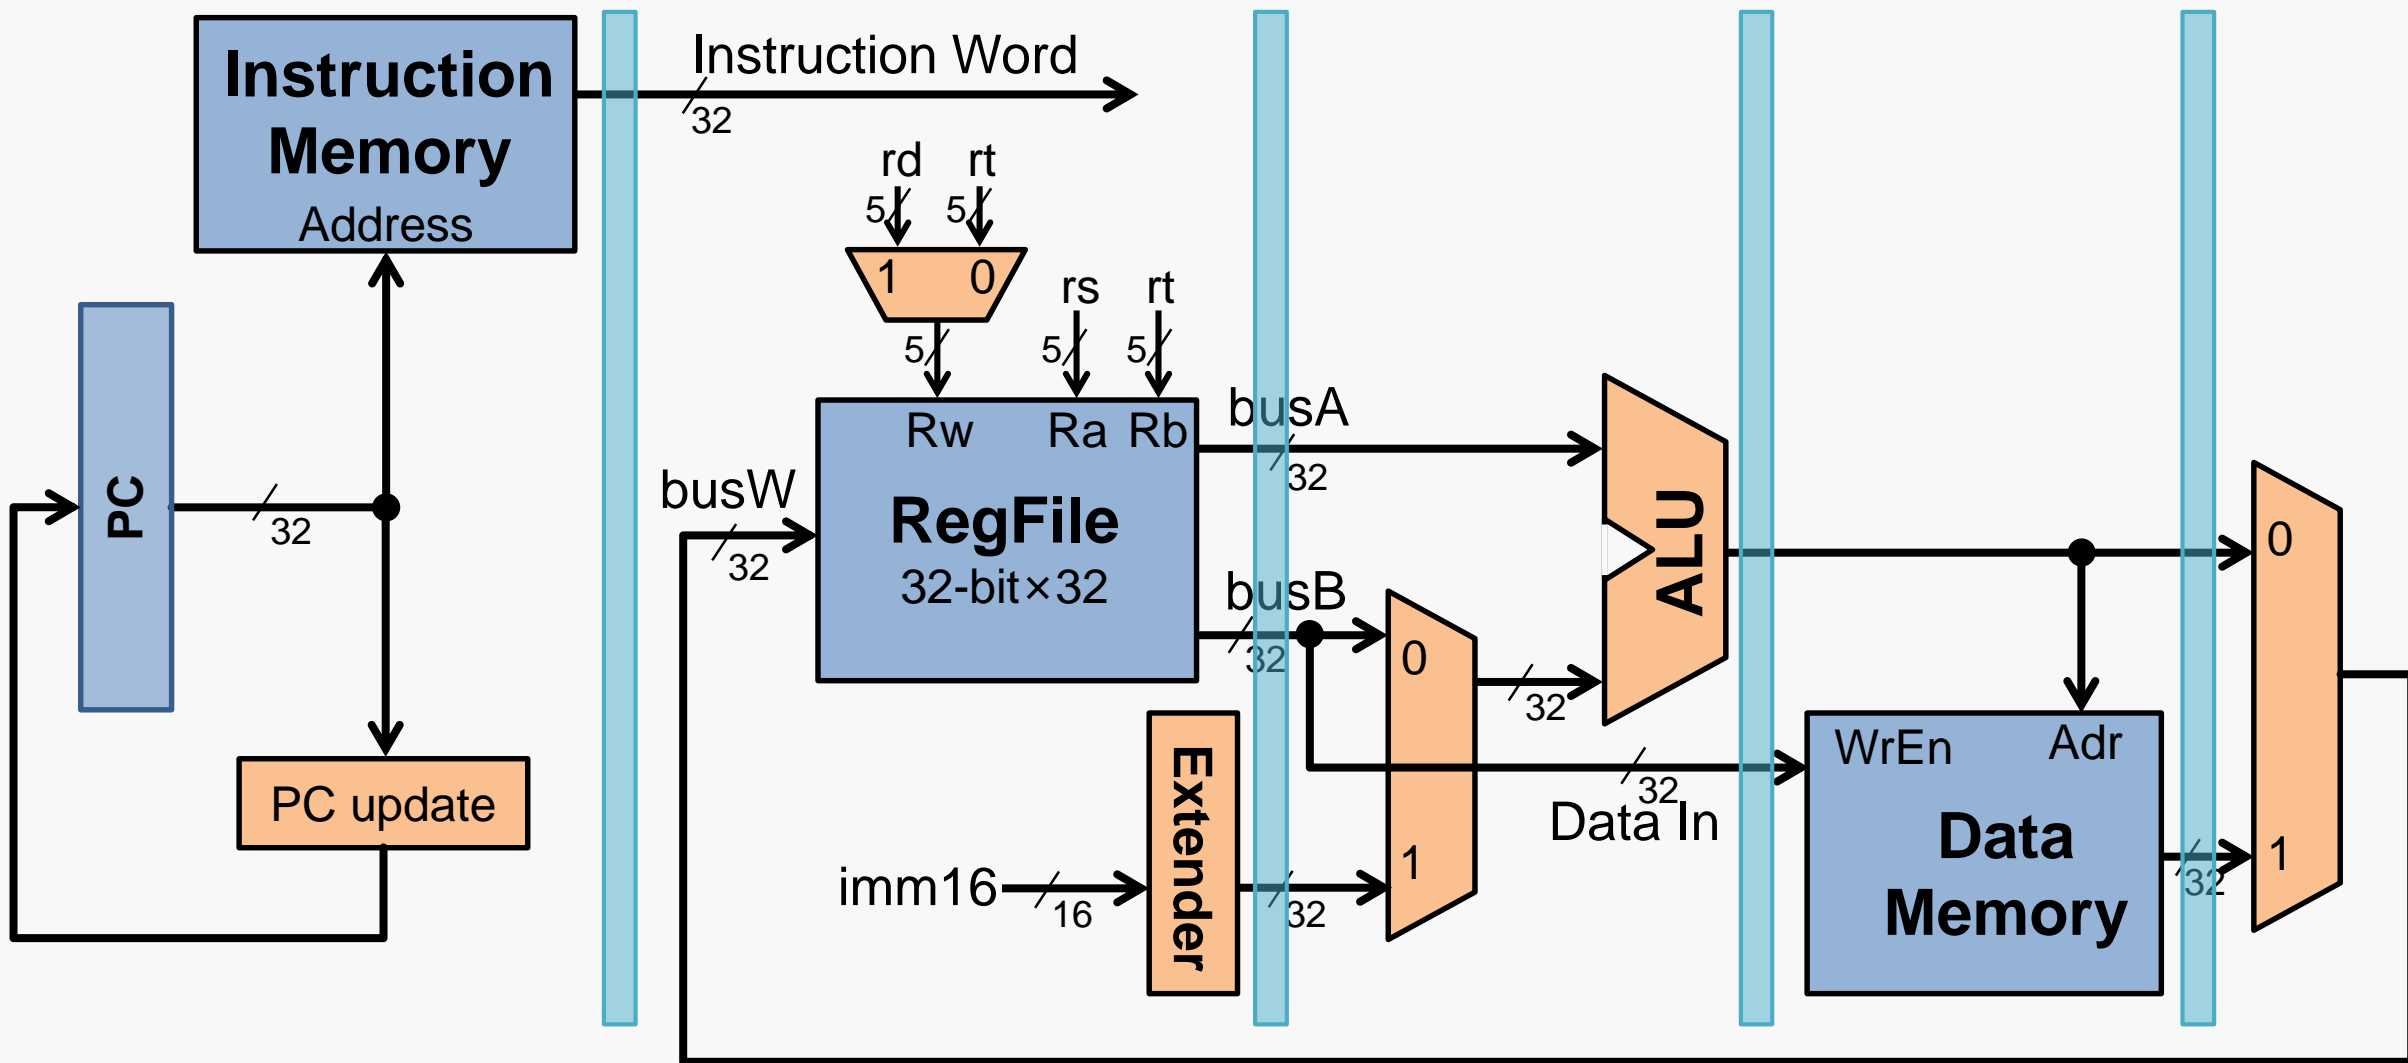 Instruction
Memory
Address
Instruction Word
32
rd
rt
5
5
1
0
rs
rt
5
5
5
PC
32
busW
32
Rw
Ra
Rb
RegFile
32-bit×32
busA
32
busB
32
0
1
32
ALU
0
1
PC update
Extender
imm16
16
32
32
Data In
WrEn
Adr
Data
Memory
32